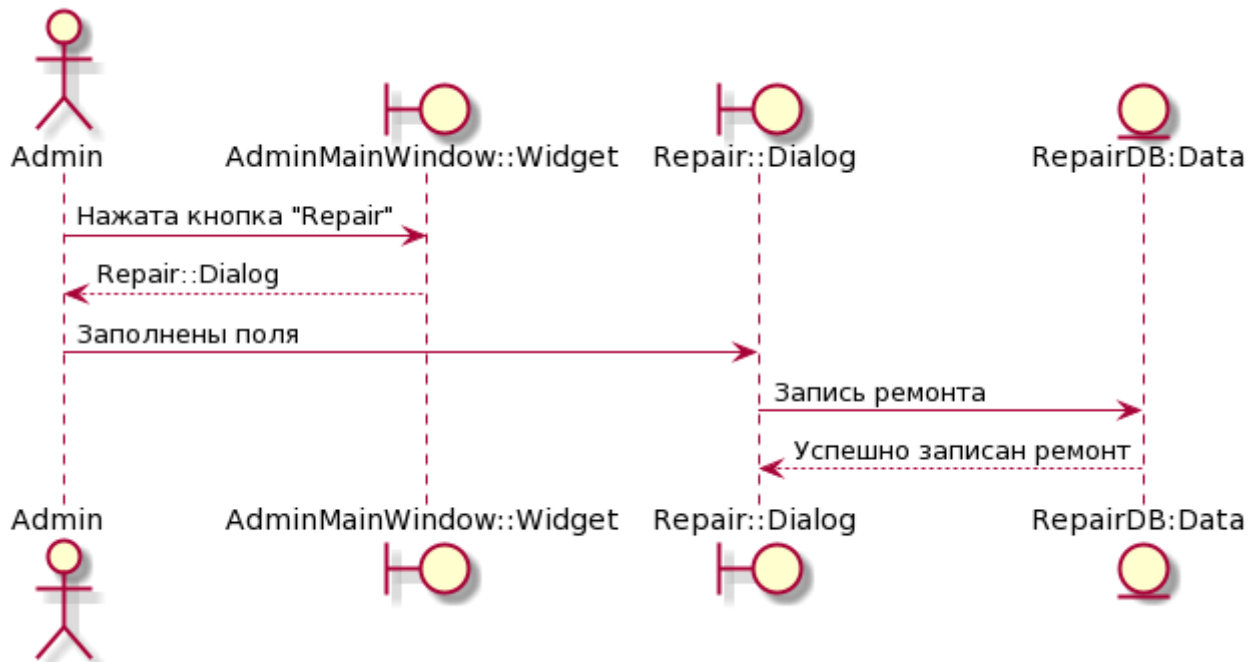 Admin
AdminMainWindow::Widget
Repair::Dialog
RepairDB:Data
Нажата кнопка "Repair"
Repair::Dialog
Заполнены поля
Запись ремонта
Успешно записан ремонт
Admin
AdminMainWindow::Widget
Repair::Dialog
RepairDB:Data